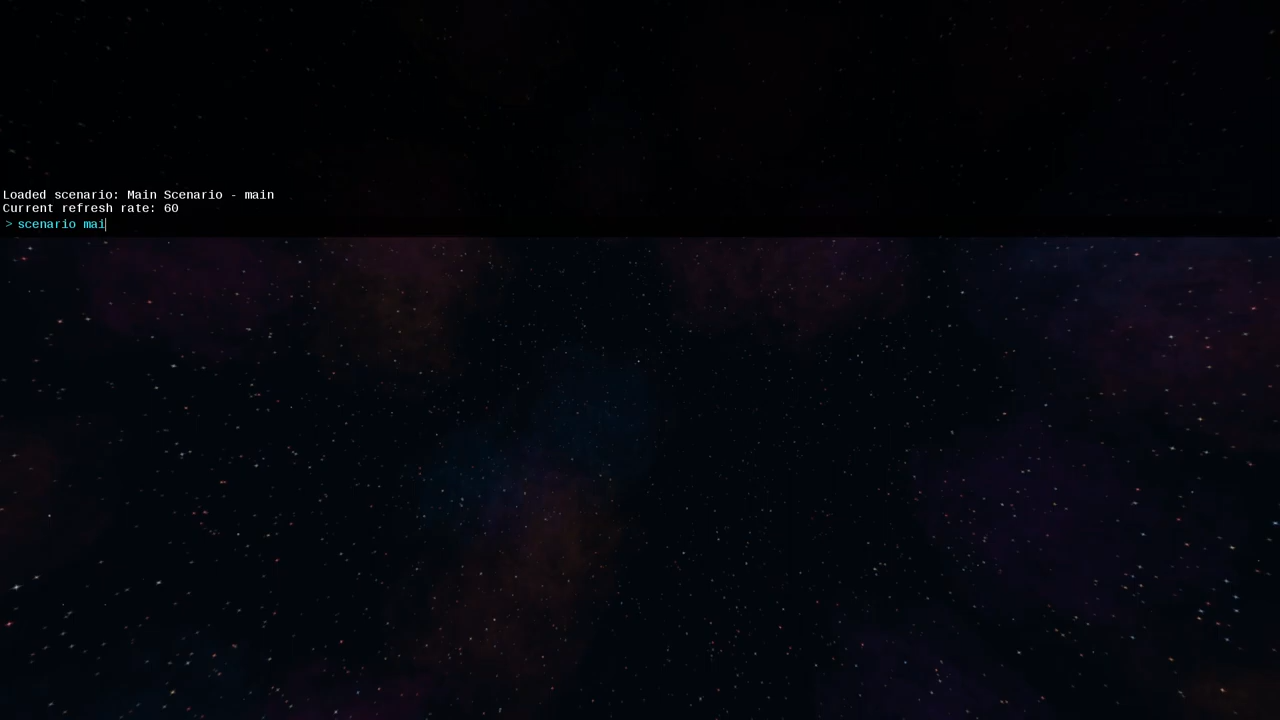 Loaded scenario: Main Scenario - main
Current refresh rate: 60
> scenario mai